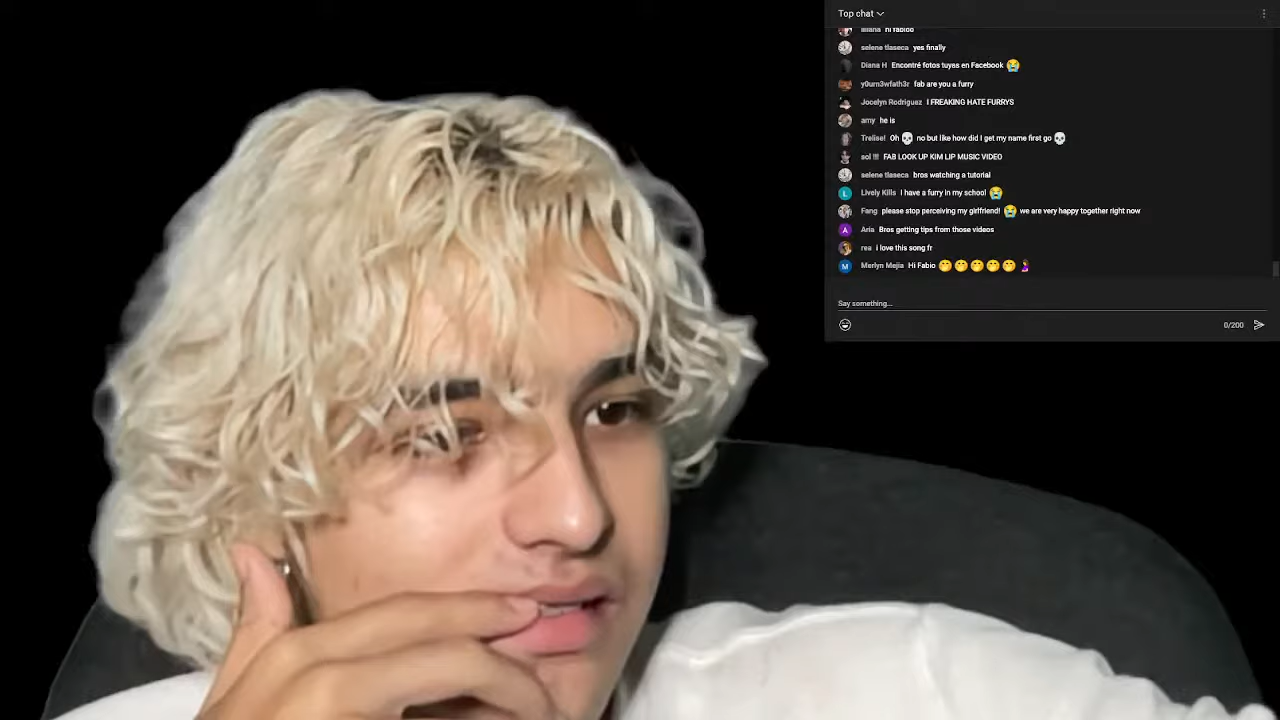 Top chat
liliana hi fabioo
selene tlaseca yes finally
Diana H Encontré fotos tuyas en Facebook 😭
y0urn3wfath3r fab are you a furry
Jocelyn Rodriguez I FREAKING HATE FURRYS
amy he is
Trelise! Oh 💀 no but like how did I get my name first go 💀
sol !!! FAB LOOK UP KIM LIP MUSIC VIDEO
selene tlaseca bros watching a tutorial
L Lively Kills I have a furry in my school 😭
Fang please stop perceiving my girlfriend! 😭 we are very happy together right now
A Aria Bros getting tips from those videos
rea i love this song fr
M Merlyn Mejia Hi Fabio 🤭🤭🤭🤭🤭🤰
Say something...
0/200